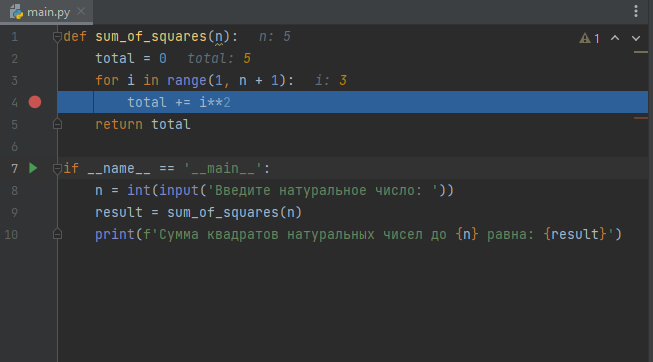 main.py
1 def sum_of_squares(n): n: 5
1
2 total = 0 total: 5
3 for i in range(1, n + 1): i: 3
4 total += i**2
5 return total
6
7 if __name__ == '__main__':
8 n = int(input('Введите натуральное число: '))
9 result = sum_of_squares(n)
10 print(f'Сумма квадратов натуральных чисел до {n} равна: {result}')